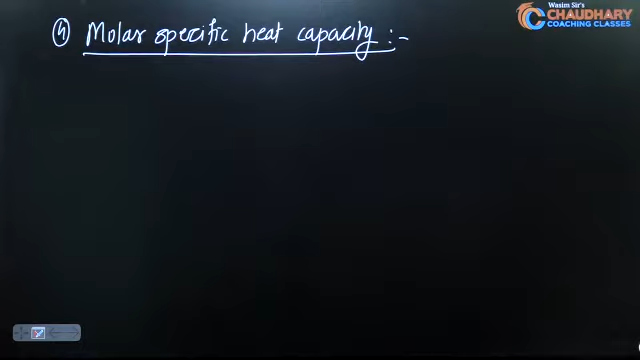 ④ Molar specific heat capacity :-
Wasim Sir's
CHAUDHARY
COACHING CLASSES